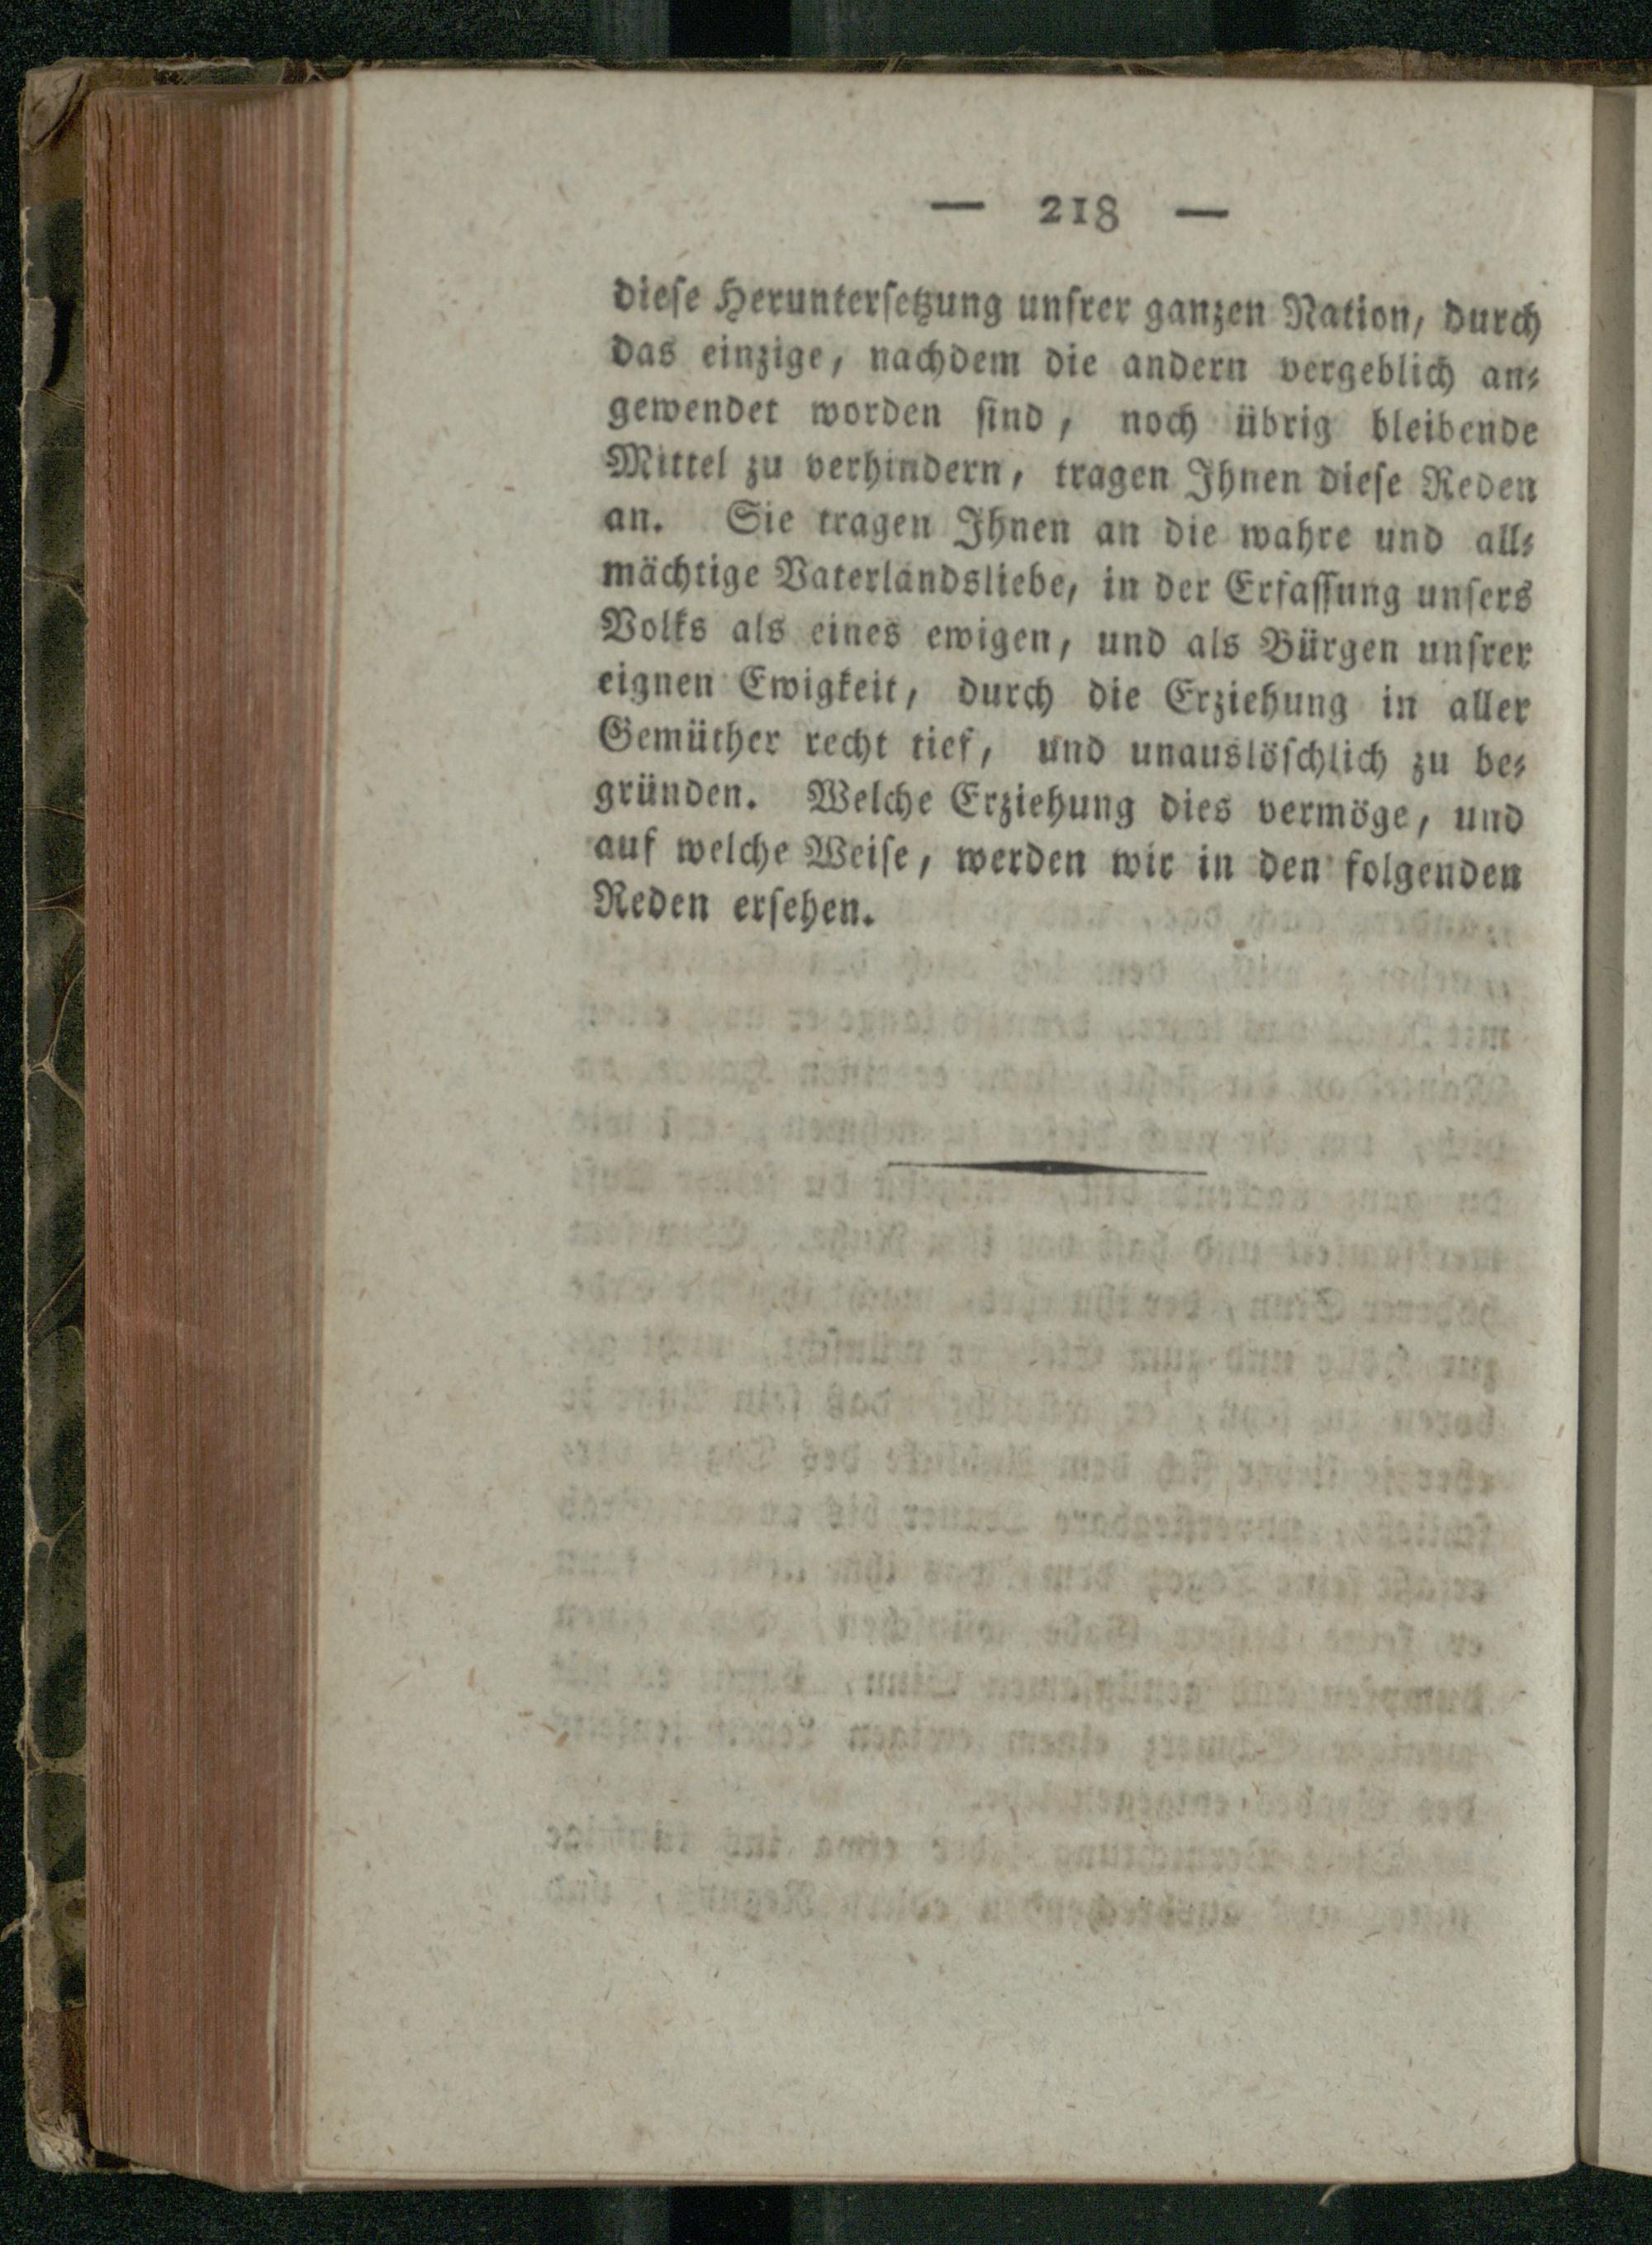 — 218 —
dieſe Herunterſetzung unſrer ganzen Nation, durch
das einzige, nachdem die andern vergeblich an⸗
gewendet worden ſind, noch übrig bleibende
Mittel zu verhindern, tragen Ihnen dieſe Reden
an. Sie tragen Ihnen an die wahre und all⸗
mächtige Vaterlandsliebe, in der Erfaſſung unſers
Volks als eines ewigen, und als Bürgen unſrer
eignen Ewigkeit, durch die Erziehung in aller
Gemüther recht tief, und unauslöſchlich zu be⸗
gründen. Welche Erziehung dies vermöge, und
auf welche Weiſe, werden wir in den folgenden
Reden erſehen.